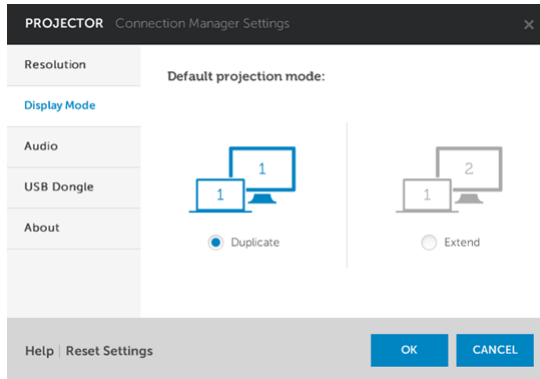 PROJECTOR Connection Manager Settings ×
Resolution
Default projection mode:
Display Mode
Audio
USB Dongle
About
1
1
Duplicate
2
1
Extend
Help | Reset Settings
OK
CANCEL